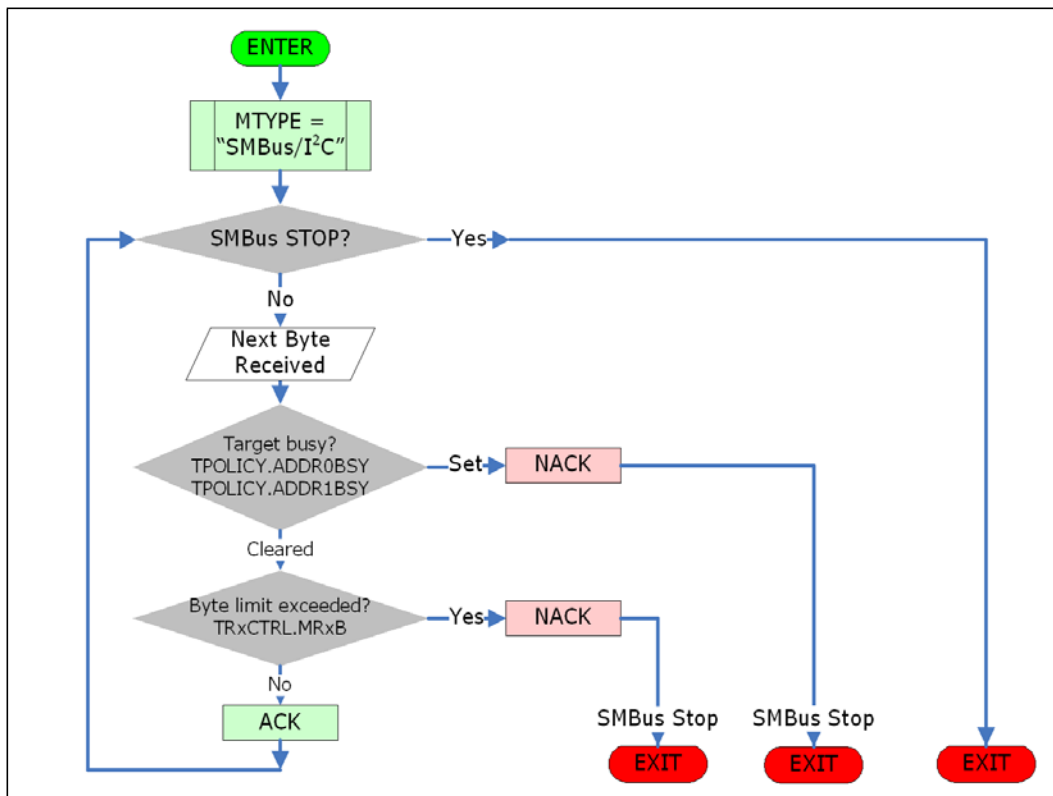 ENTER
MTYPE =
“SMBus/I²C”
SMBus STOP?
Yes
No
Next Byte
Received
Target busy?
TPOLICY.ADDR0BSY
TPOLICY.ADDR1BSY
Set
NACK
Cleared
Byte limit exceeded?
TRxCTRL.MRxB
Yes
NACK
No
ACK
SMBus Stop
SMBus Stop
EXIT
EXIT
EXIT